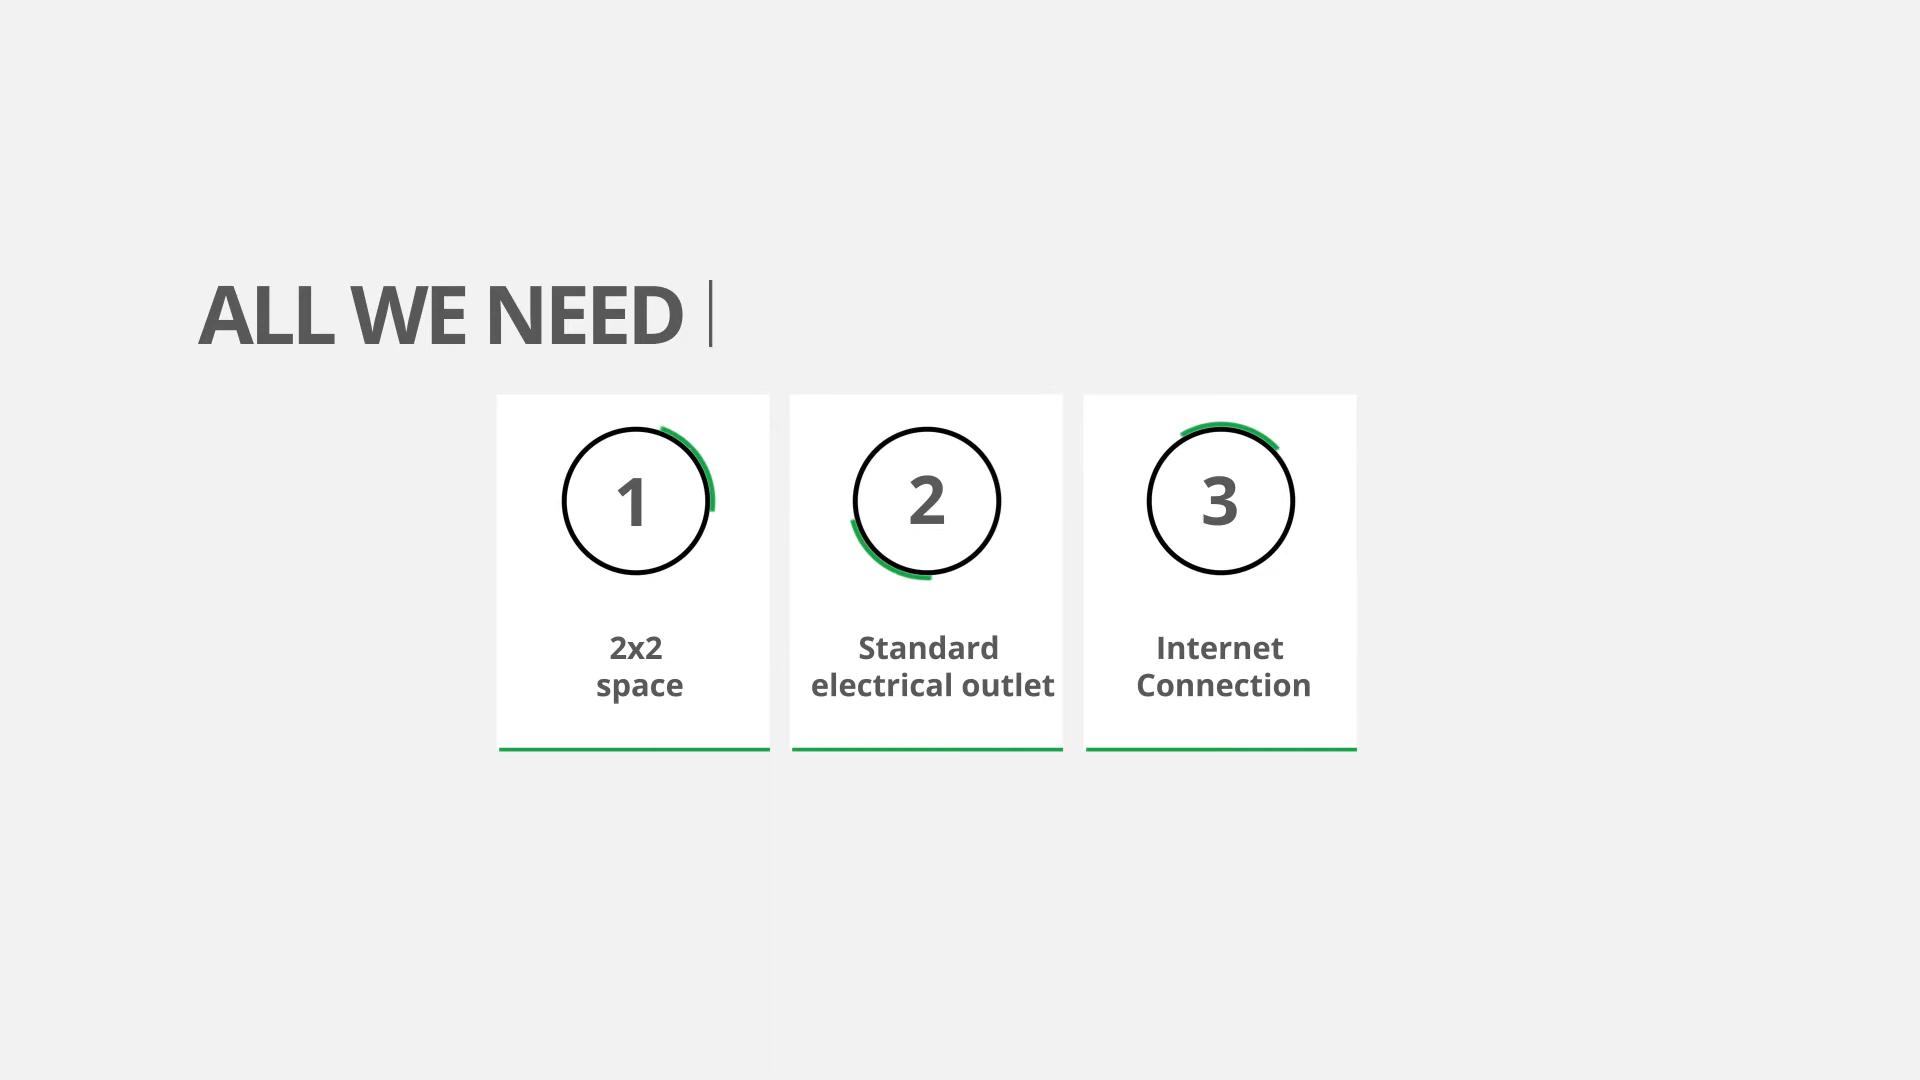 ALL WE NEED
1
2x2
space
2
Standard
electrical outlet
3
Internet
Connection